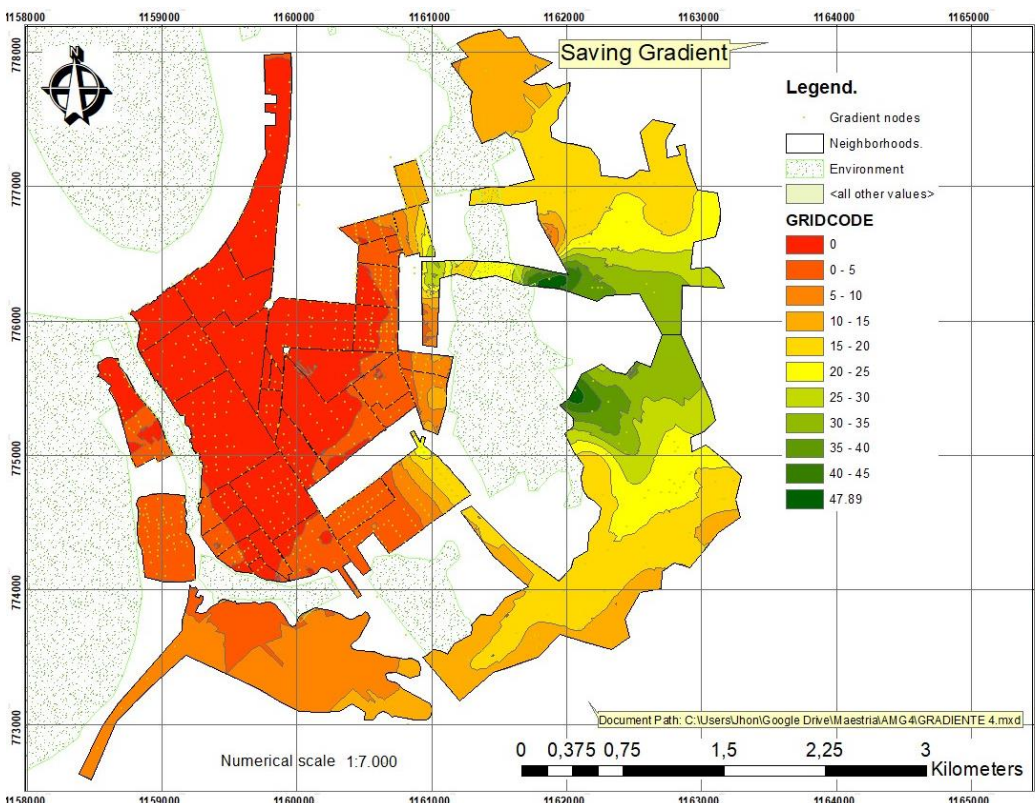 1158000 1159000 1160000 1161000 1162000 1163000 1164000 1165000
778000
777000
776000
775000
774000
773000
N
Saving Gradient
Legend.
Gradient nodes
Neighborhoods.
Environment
<all other values>
GRIDCODE
0
0 - 5
5 - 10
10 - 15
15 - 20
20 - 25
25 - 30
30 - 35
35 - 40
40 - 45
47.89
Document Path: C:\Users\Jhon\Google Drive\Maestria\AMG4\GRADIENTE 4.mxd
Numerical scale 1:7.000
0 0,375 0,75 1,5 2,25 3
Kilometers
1158000 1159000 1160000 1161000 1162000 1163000 1164000 1165000